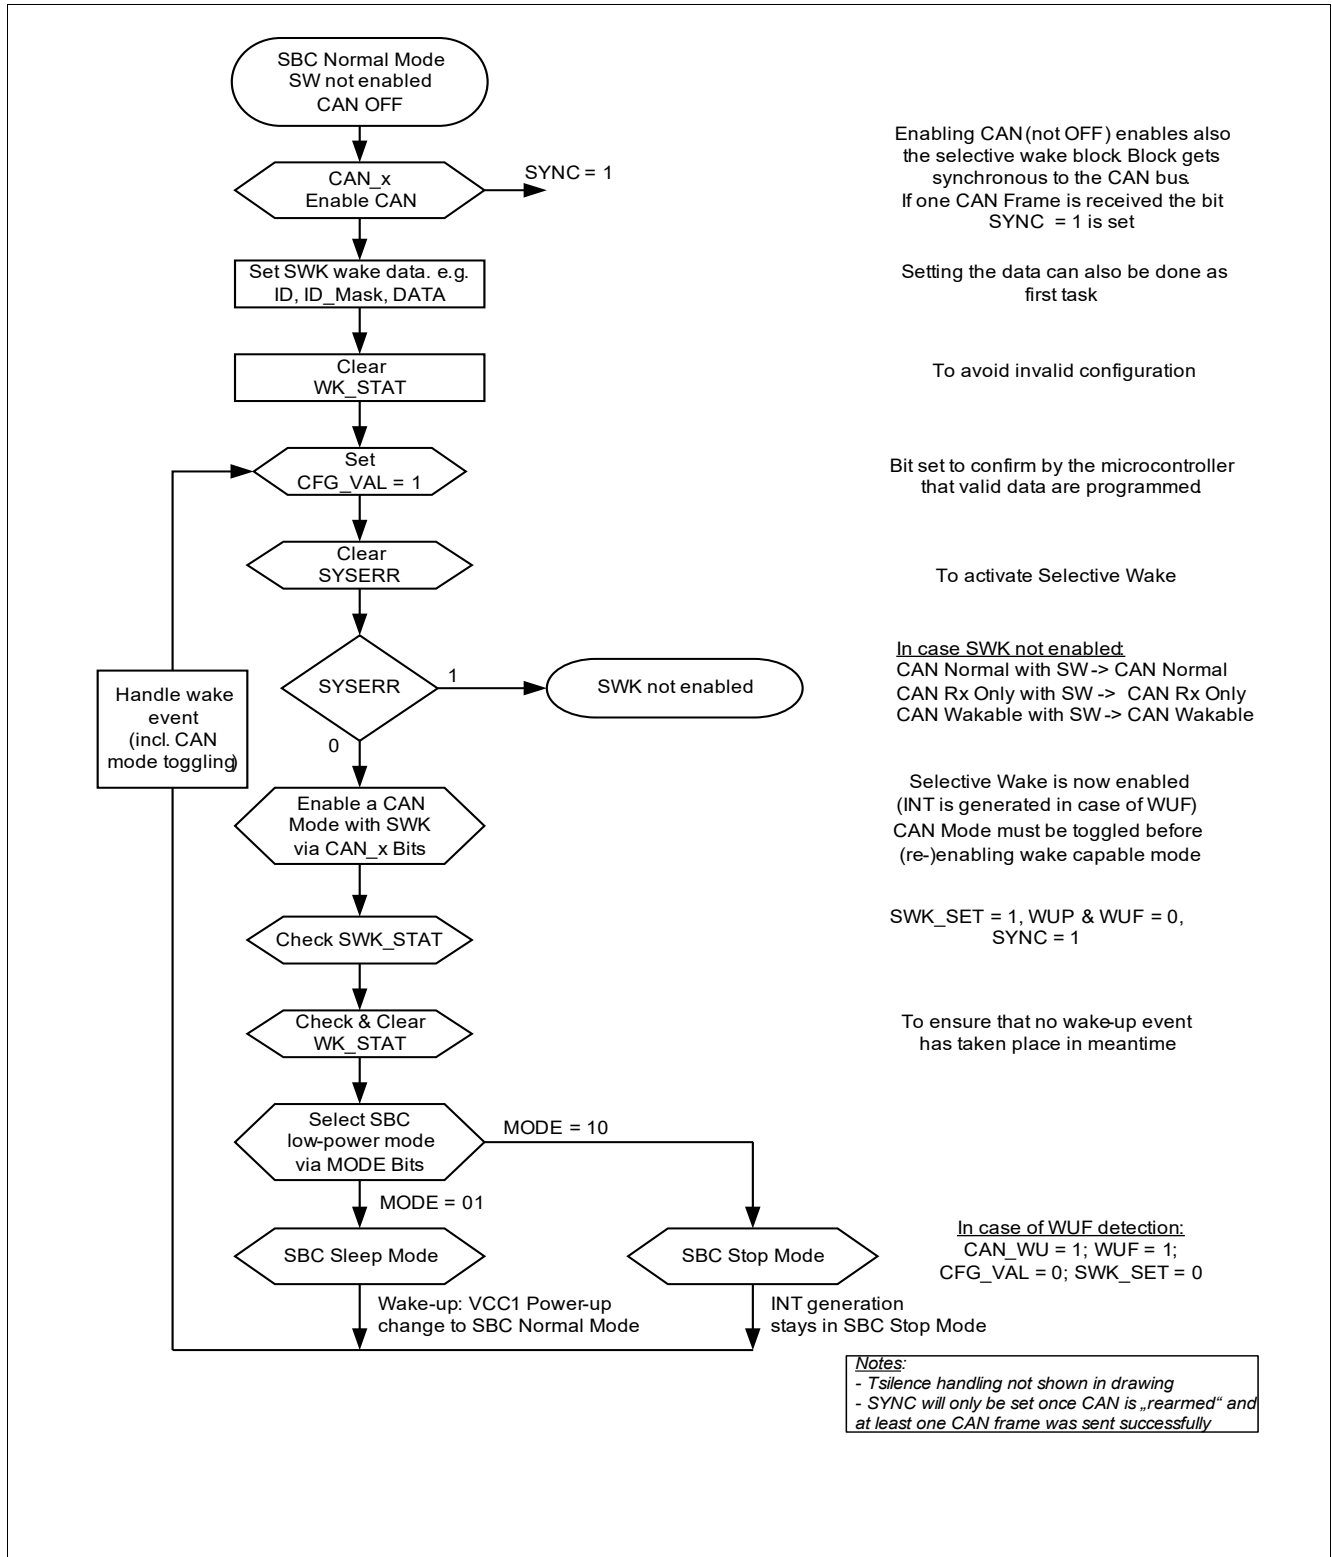 SBC Normal Mode
SW not enabled
CAN OFF
Enabling CAN (not OFF) enables also
the selective wake block. Block gets
synchronous to the CAN bus.
If one CAN Frame is received the bit
SYNC = 1 is set
CAN_x
Enable CAN
SYNC = 1
Set SWK wake data. e.g.
ID, ID_Mask, DATA
Setting the data can also be done as
first task
Clear
WK_STAT
To avoid invalid configuration
Set
CFG_VAL = 1
Bit set to confirm by the microcontroller
that valid data are programmed.
Clear
SYSERR
To activate Selective Wake
SYSERR
1
0
SWK not enabled
In case SWK not enabled:
CAN Normal with SW -> CAN Normal
CAN Rx Only with SW -> CAN Rx Only
CAN Wakable with SW -> CAN Wakable
Handle wake
event
(incl. CAN
mode toggling)
Enable a CAN
Mode with SWK
via CAN_x Bits
Selective Wake is now enabled
(INT is generated in case of WUF)
CAN Mode must be toggled before
(re-)enabling wake capable mode
Check SWK_STAT
SWK_SET = 1, WUP & WUF = 0,
SYNC = 1
Check & Clear
WK_STAT
To ensure that no wake-up event
has taken place in meantime
Select SBC
low-power mode
via MODE Bits
MODE = 10
MODE = 01
SBC Sleep Mode
SBC Stop Mode
In case of WUF detection:
CAN_WU = 1; WUF = 1;
CFG_VAL = 0; SWK_SET = 0
Wake-up: VCC1 Power-up
change to SBC Normal Mode
INT generation
stays in SBC Stop Mode
Notes:
- Tsilence handling not shown in drawing
- SYNC will only be set once CAN is „rearmed“ and
at least one CAN frame was sent successfully